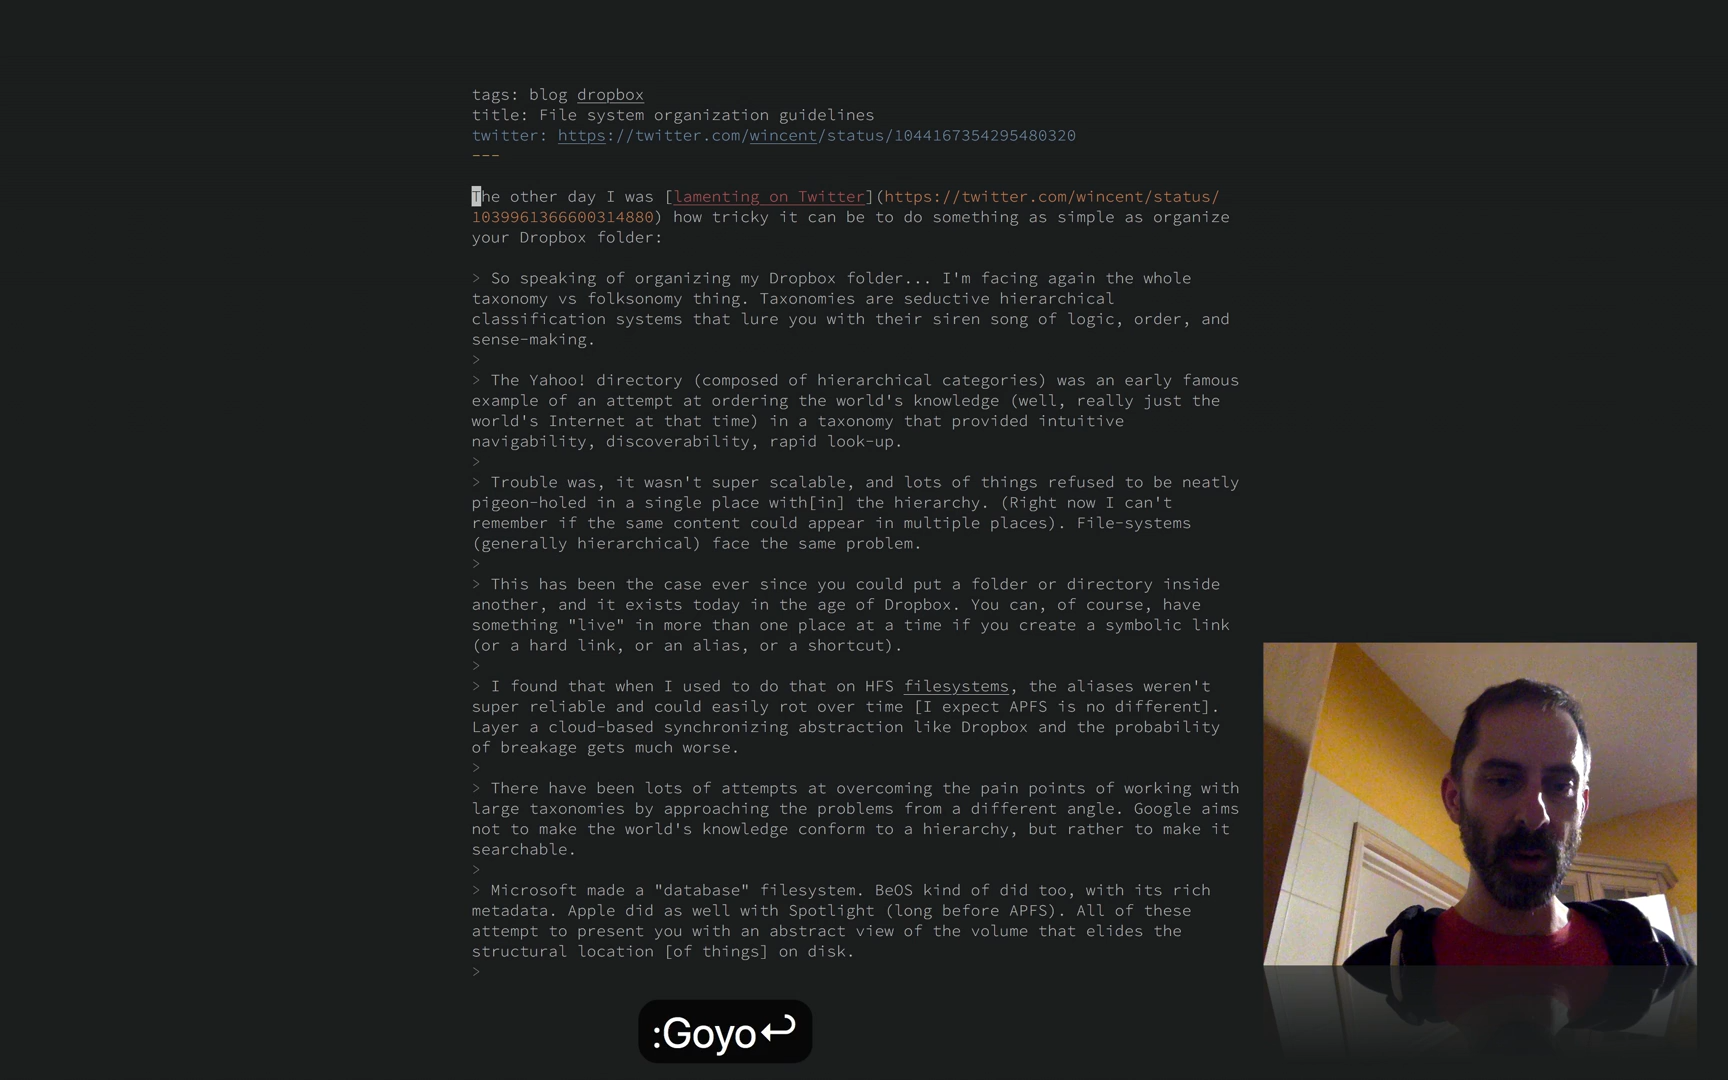 tags: blog dropbox
title: File system organization guidelines
twitter: https://twitter.com/wincent/status/1044167354295480320
---
The other day I was [lamenting on Twitter](https://twitter.com/wincent/status/
1039961366600314880) how tricky it can be to do something as simple as organize
your Dropbox folder:
> So speaking of organizing my Dropbox folder... I'm facing again the whole
taxonomy vs folksonomy thing. Taxonomies are seductive hierarchical
classification systems that lure you with their siren song of logic, order, and
sense-making.
>
> The Yahoo! directory (composed of hierarchical categories) was an early famous
example of an attempt at ordering the world's knowledge (well, really just the
world's Internet at that time) in a taxonomy that provided intuitive
navigability, discoverability, rapid look-up.
>
> Trouble was, it wasn't super scalable, and lots of things refused to be neatly
pigeon-holed in a single place with[in] the hierarchy. (Right now I can't
remember if the same content could appear in multiple places). File-systems
(generally hierarchical) face the same problem.
>
> This has been the case ever since you could put a folder or directory inside
another, and it exists today in the age of Dropbox. You can, of course, have
something "live" in more than one place at a time if you create a symbolic link
(or a hard link, or an alias, or a shortcut).
>
> I found that when I used to do that on HFS filesystems, the aliases weren't
super reliable and could easily rot over time [I expect APFS is no different].
Layer a cloud-based synchronizing abstraction like Dropbox and the probability
of breakage gets much worse.
>
> There have been lots of attempts at overcoming the pain points of working with
large taxonomies by approaching the problems from a different angle. Google aims
not to make the world's knowledge conform to a hierarchy, but rather to make it
searchable.
>
> Microsoft made a "database" filesystem. BeOS kind of did too, with its rich
metadata. Apple did as well with Spotlight (long before APFS). All of these
attempt to present you with an abstract view of the volume that elides the
structural location [of things] on disk.
>
:Goyo↩